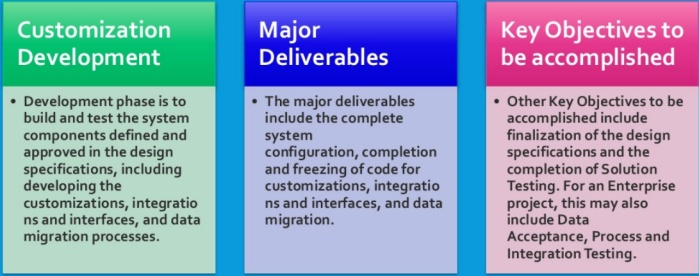 Customization
Development
• Development phase is to
build and test the system
components defined and
approved in the design
specifications, including
developing the
customizations, integratio
ns and interfaces, and data
migration processes.
Major
Deliverables
• The major deliverables
include the complete
system
configuration, completion
and freezing of code for
customizations, integratio
ns and interfaces, and data
migration.
Key Objectives to
be accomplished
• Other Key Objectives to be
accomplished include
finalization of the design
specifications and the
completion of Solution
Testing. For an Enterprise
project, this may also
include Data
Acceptance, Process and
Integration Testing.